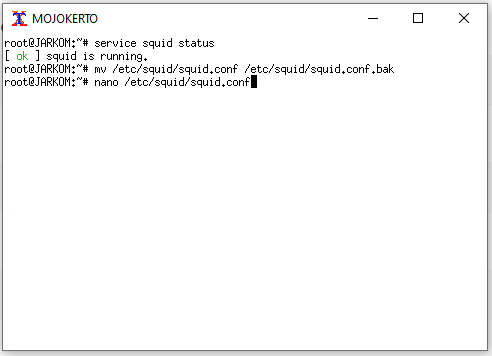 MOJOKERTO
root@JARKOM:~# service squid status
[ ok ] squid is running.
root@JARKOM:~# mv /etc/squid/squid.conf /etc/squid/squid.conf.bak
root@JARKOM:~# nano /etc/squid/squid.conf